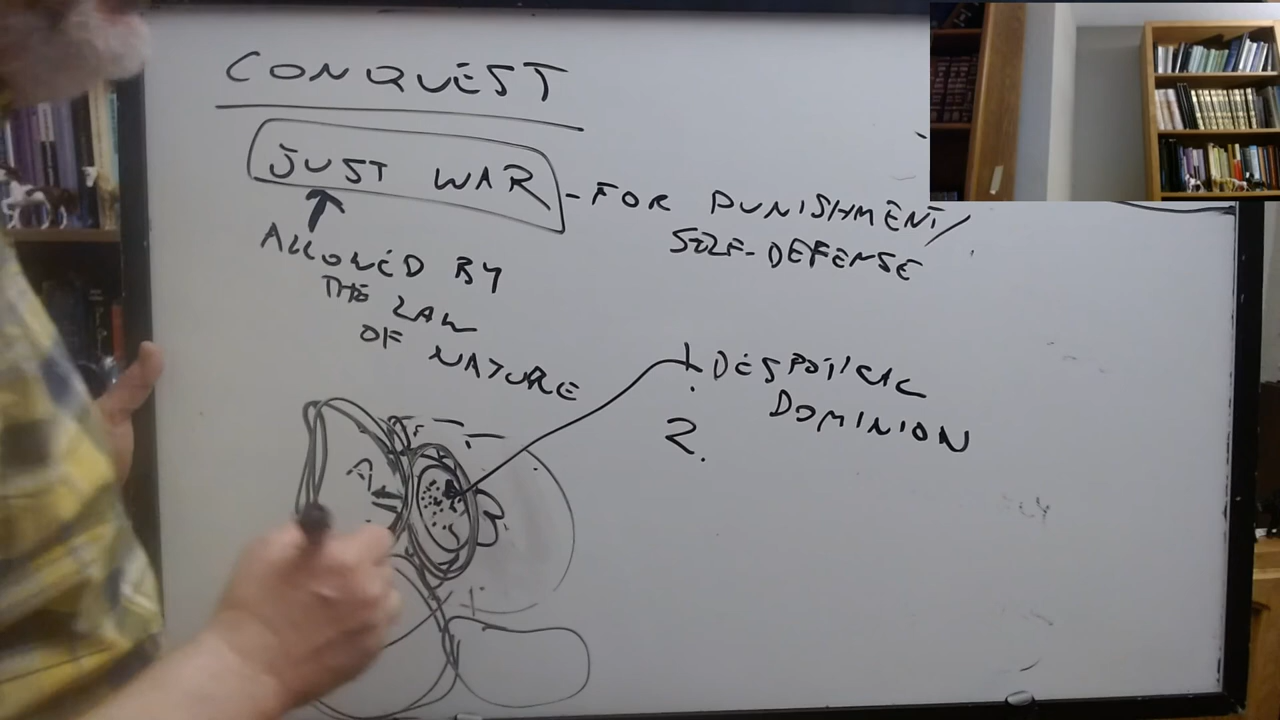 CONQUEST
JUST WAR - FOR PUNISHMENT/
SELF-DEFENSE
ALLOWED BY
THE LAW
OF NATURE
1. DESPOTICAL
DOMINION
2.
A
B